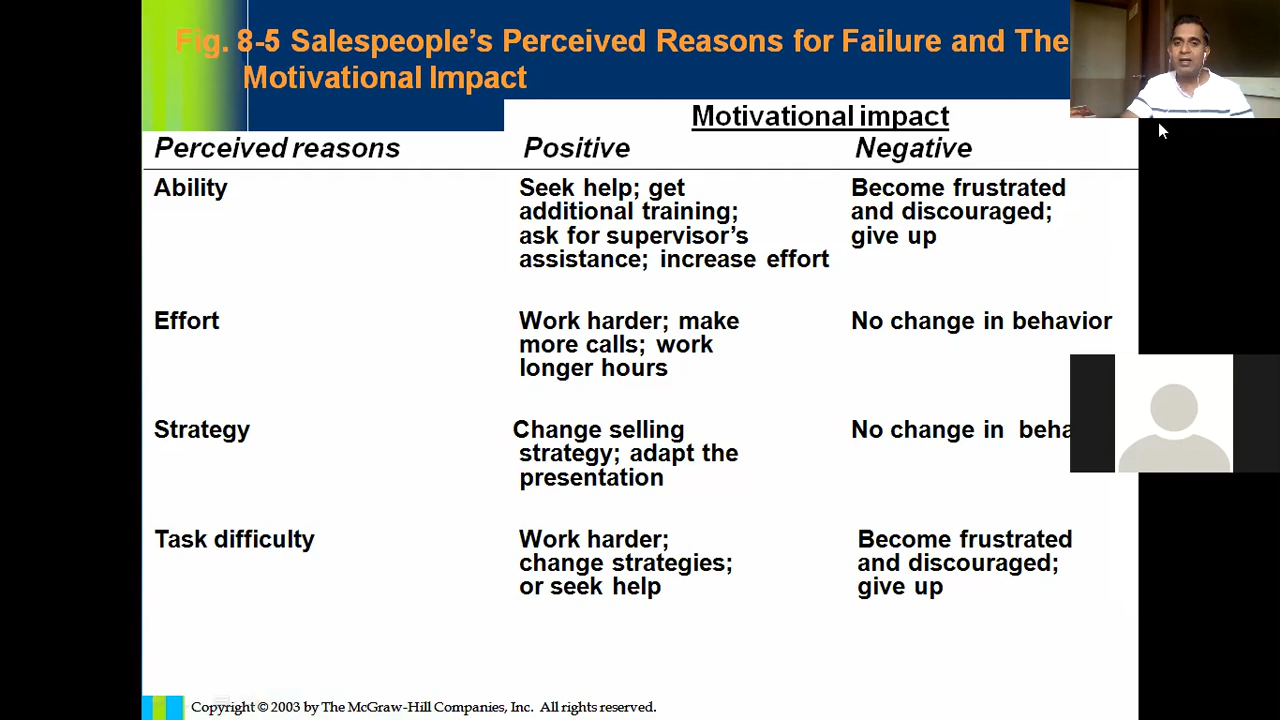 Fig. 8-5 Salespeople's Perceived Reasons for Failure and The
Motivational Impact
Motivational impact
Perceived reasons Positive Negative
Ability Seek help; get Become frustrated
additional training; and discouraged;
ask for supervisor's give up
assistance; increase effort
Effort Work harder; make No change in behavior
more calls; work
longer hours
Strategy Change selling No change in beha
strategy; adapt the
presentation
Task difficulty Work harder; Become frustrated
change strategies; and discouraged;
or seek help give up
Copyright © 2003 by The McGraw-Hill Companies, Inc. All rights reserved.